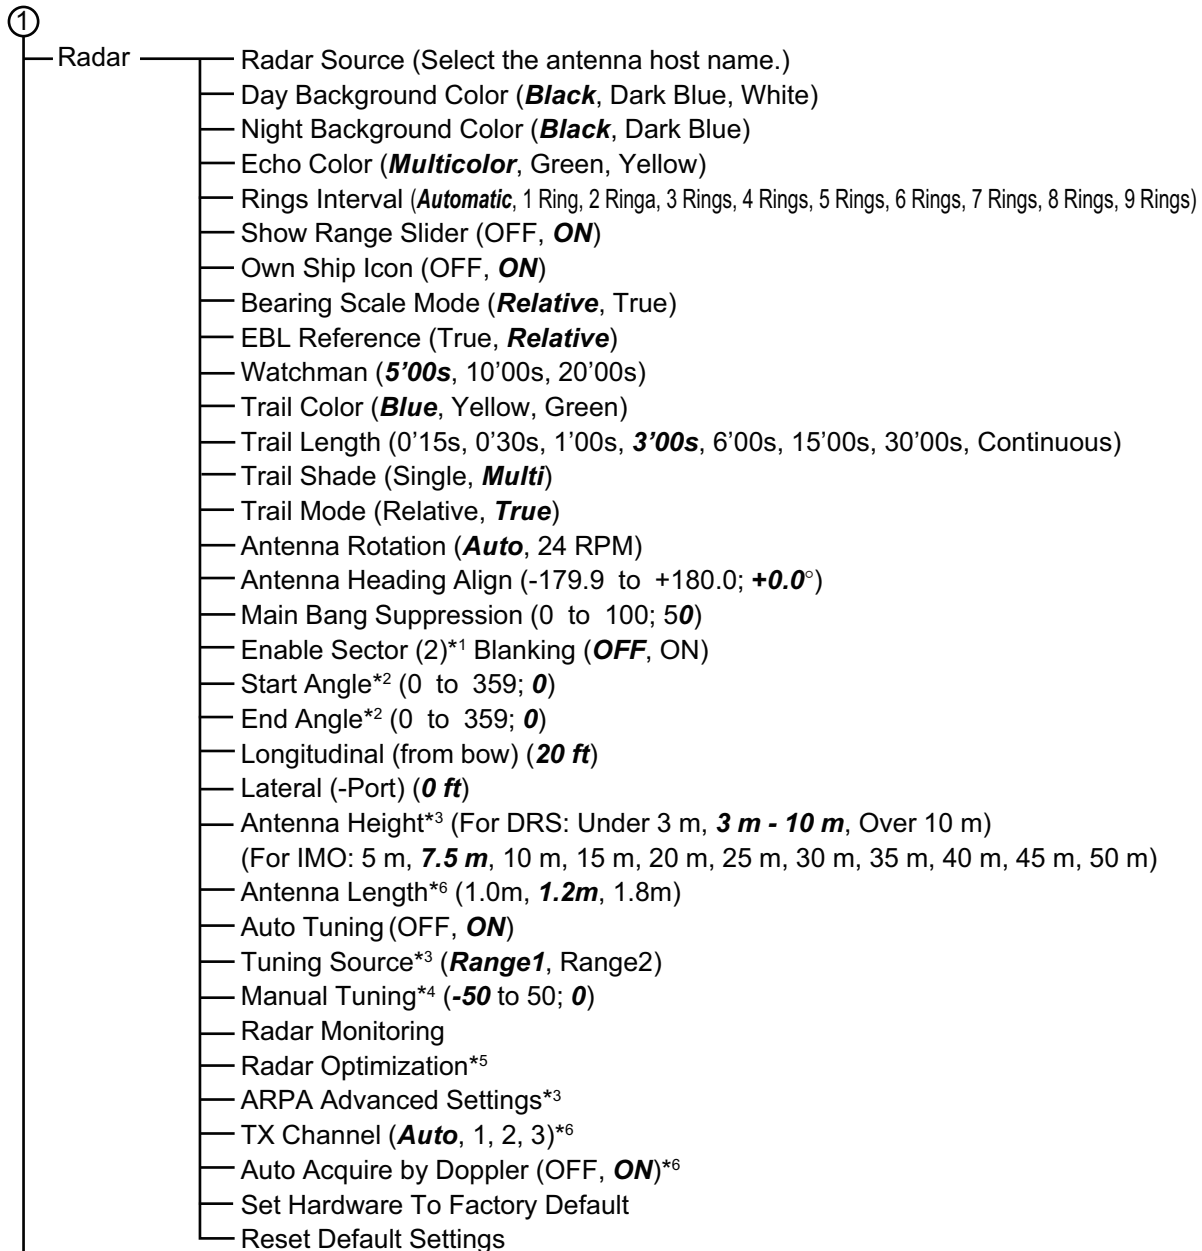 1
Radar
Radar Source (Select the antenna host name.)
Day Background Color (Black, Dark Blue, White)
Night Background Color (Black, Dark Blue)
Echo Color (Multicolor, Green, Yellow)
Rings Interval (Automatic, 1 Ring, 2 Ringa, 3 Rings, 4 Rings, 5 Rings, 6 Rings, 7 Rings, 8 Rings, 9 Rings)
Show Range Slider (OFF, ON)
Own Ship Icon (OFF, ON)
Bearing Scale Mode (Relative, True)
EBL Reference (True, Relative)
Watchman (5’00s, 10’00s, 20’00s)
Trail Color (Blue, Yellow, Green)
Trail Length (0’15s, 0’30s, 1’00s, 3’00s, 6’00s, 15’00s, 30’00s, Continuous)
Trail Shade (Single, Multi)
Trail Mode (Relative, True)
Antenna Rotation (Auto, 24 RPM)
Antenna Heading Align (-179.9 to +180.0; +0.0°)
Main Bang Suppression (0 to 100; 50)
Enable Sector (2)*1 Blanking (OFF, ON)
Start Angle*2 (0 to 359; 0)
End Angle*2 (0 to 359; 0)
Longitudinal (from bow) (20 ft)
Lateral (-Port) (0 ft)
Antenna Height*3 (For DRS: Under 3 m, 3 m - 10 m, Over 10 m)
(For IMO: 5 m, 7.5 m, 10 m, 15 m, 20 m, 25 m, 30 m, 35 m, 40 m, 45 m, 50 m)
Antenna Length*6 (1.0m, 1.2m, 1.8m)
Auto Tuning (OFF, ON)
Tuning Source*3 (Range1, Range2)
Manual Tuning*4 (-50 to 50; 0)
Radar Monitoring
Radar Optimization*5
ARPA Advanced Settings*3
TX Channel (Auto, 1, 2, 3)*6
Auto Acquire by Doppler (OFF, ON)*6
Set Hardware To Factory Default
Reset Default Settings